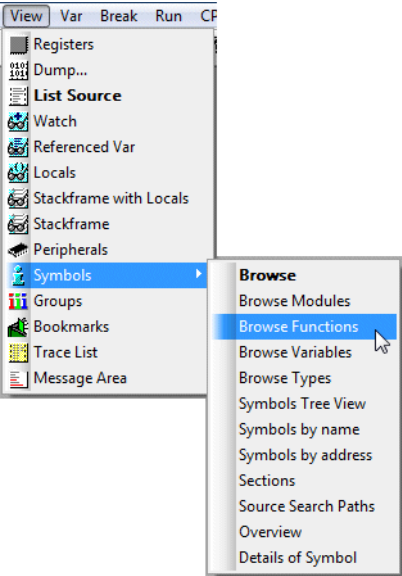 View Var Break Run CP
Registers
Dump...
List Source
Watch
Referenced Var
Locals
Stackframe with Locals
Stackframe
Peripherals
Symbols
Groups
Bookmarks
Trace List
Message Area
Browse
Browse Modules
Browse Functions
Browse Variables
Browse Types
Symbols Tree View
Symbols by name
Symbols by address
Sections
Source Search Paths
Overview
Details of Symbol